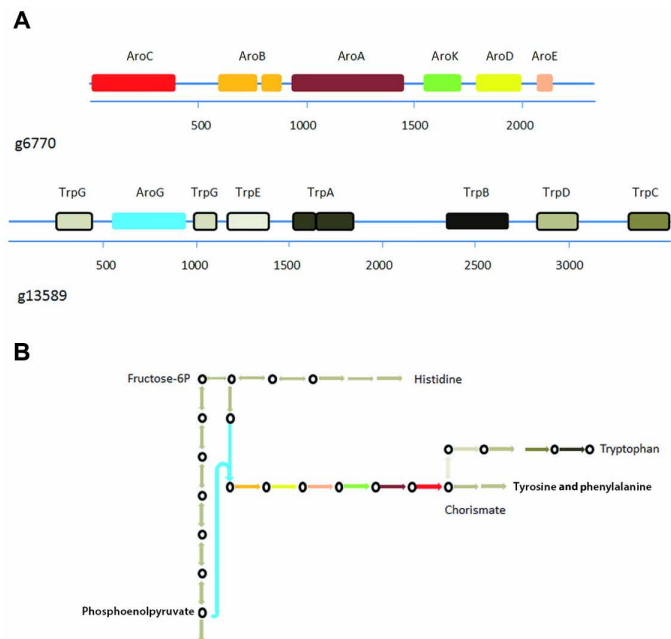 A
AroC AroB AroA AroK AroD AroE
500 1000 1500 2000
g6770
TrpG AroG TrpG TrpE TrpA TrpB TrpD TrpC
500 1000 1500 2000 2500 3000
g13589
B
Fructose-6P Histidine
Tryptophan
Tyrosine and phenylalanine
Chorismate
Phosphoenolpyruvate